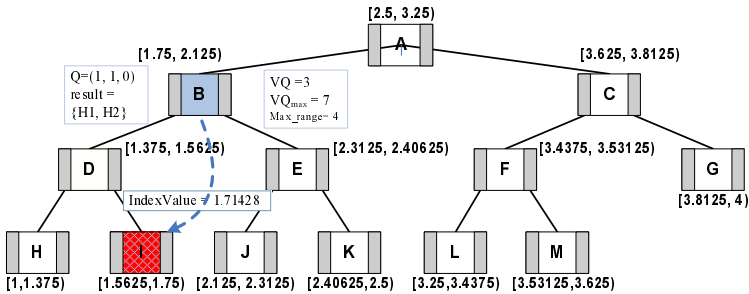 [2.5, 3.25)
A
[1.75, 2.125)
[3.625, 3.8125)
Q=(1, 1, 0)
result =
{H1, H2}
B
VQ =3
VQmax = 7
Max_range= 4
C
D
[1.375, 1.5625)
E
[2.3125, 2.40625)
F
[3.4375, 3.53125)
G
IndexValue = 1.71428
[3.8125, 4)
H
I
J
K
L
M
[1,1.375)
[1.5625,1.75)
[2.125, 2.3125)
[2.40625,2.5)
[3.25,3.4375)
[3.53125,3.625)